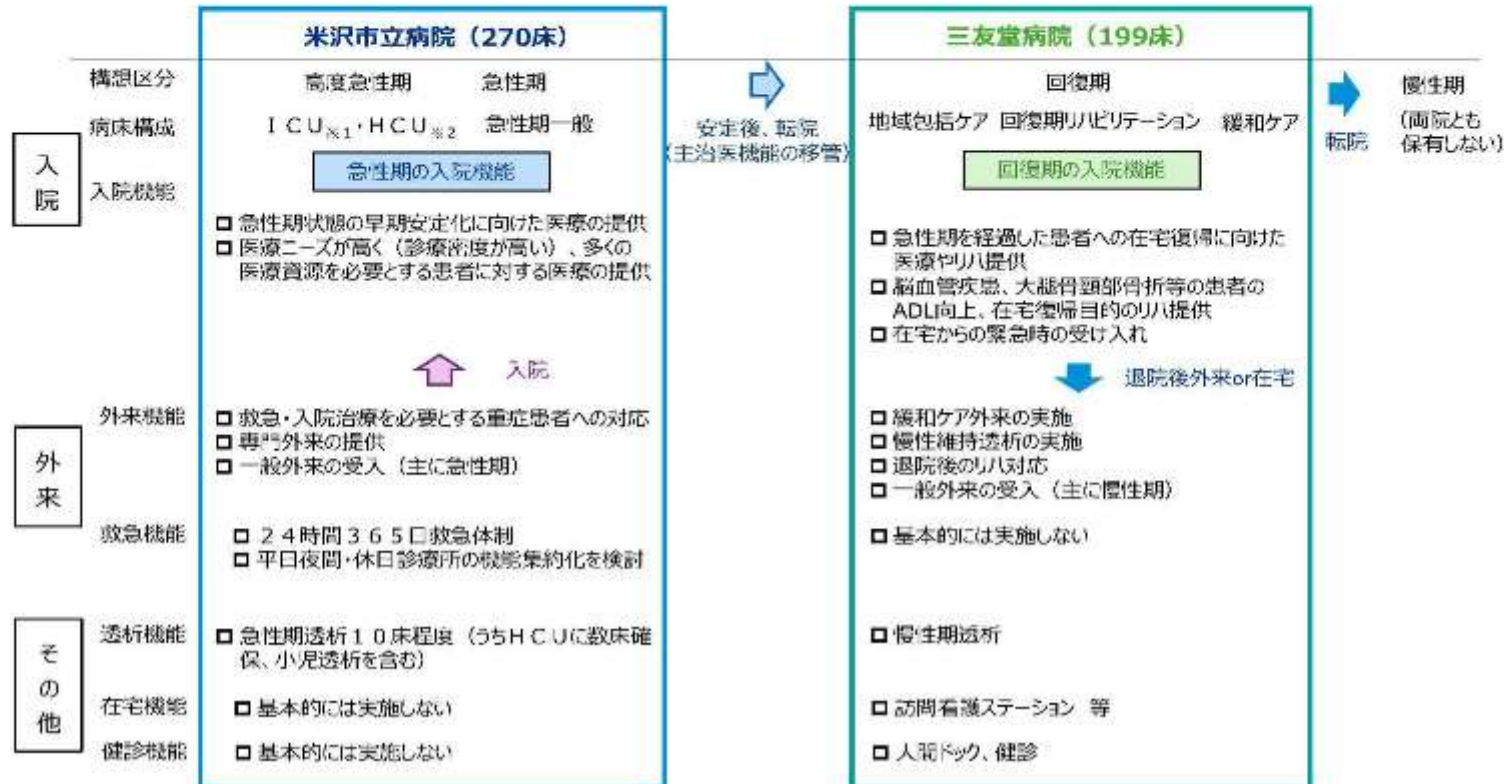 米沢市立病院（270床）
三友堂病院（199床）
構想区分
高度急性期 急性期
回復期
慢性期
病床構成
ＩＣＵ※1・HCU※2 急性期一般
安定後、転院
（主治医機能の移管）
地域包括ケア 回復期リハビリテーション 緩和ケア
転院
（両院とも
保有しない）
入院
入院機能
急性期の入院機能
回復期の入院機能
急性期状態の早期安定化に向けた医療の提供
医療ニーズが高く（診療密度が高い）、多くの
医療資源を必要とする患者に対する医療の提供
急性期を経過した患者への在宅復帰に向けた
医療やリハ提供
脳血管疾患、大腿骨頸部骨折等の患者の
ADL向上、在宅復帰目的のリハ提供
在宅からの緊急時の受け入れ
入院
退院後外来or在宅
外来
外来機能
救急・入院治療を必要とする重症患者への対応
専門外来の提供
一般外来の受入（主に急性期）
緩和ケア外来の実施
慢性維持透析の実施
退院後のリハ対応
一般外来の受入（主に慢性期）
救急機能
２４時間３６５日救急体制
平日夜間・休日診療所の機能集約化を検討
基本的には実施しない
その他
透析機能
急性期透析１０床程度（うちＨＣＵに数床確
保、小児透析を含む）
慢性期透析
在宅機能
基本的には実施しない
訪問看護ステーション 等
健診機能
基本的には実施しない
人間ドック、健診